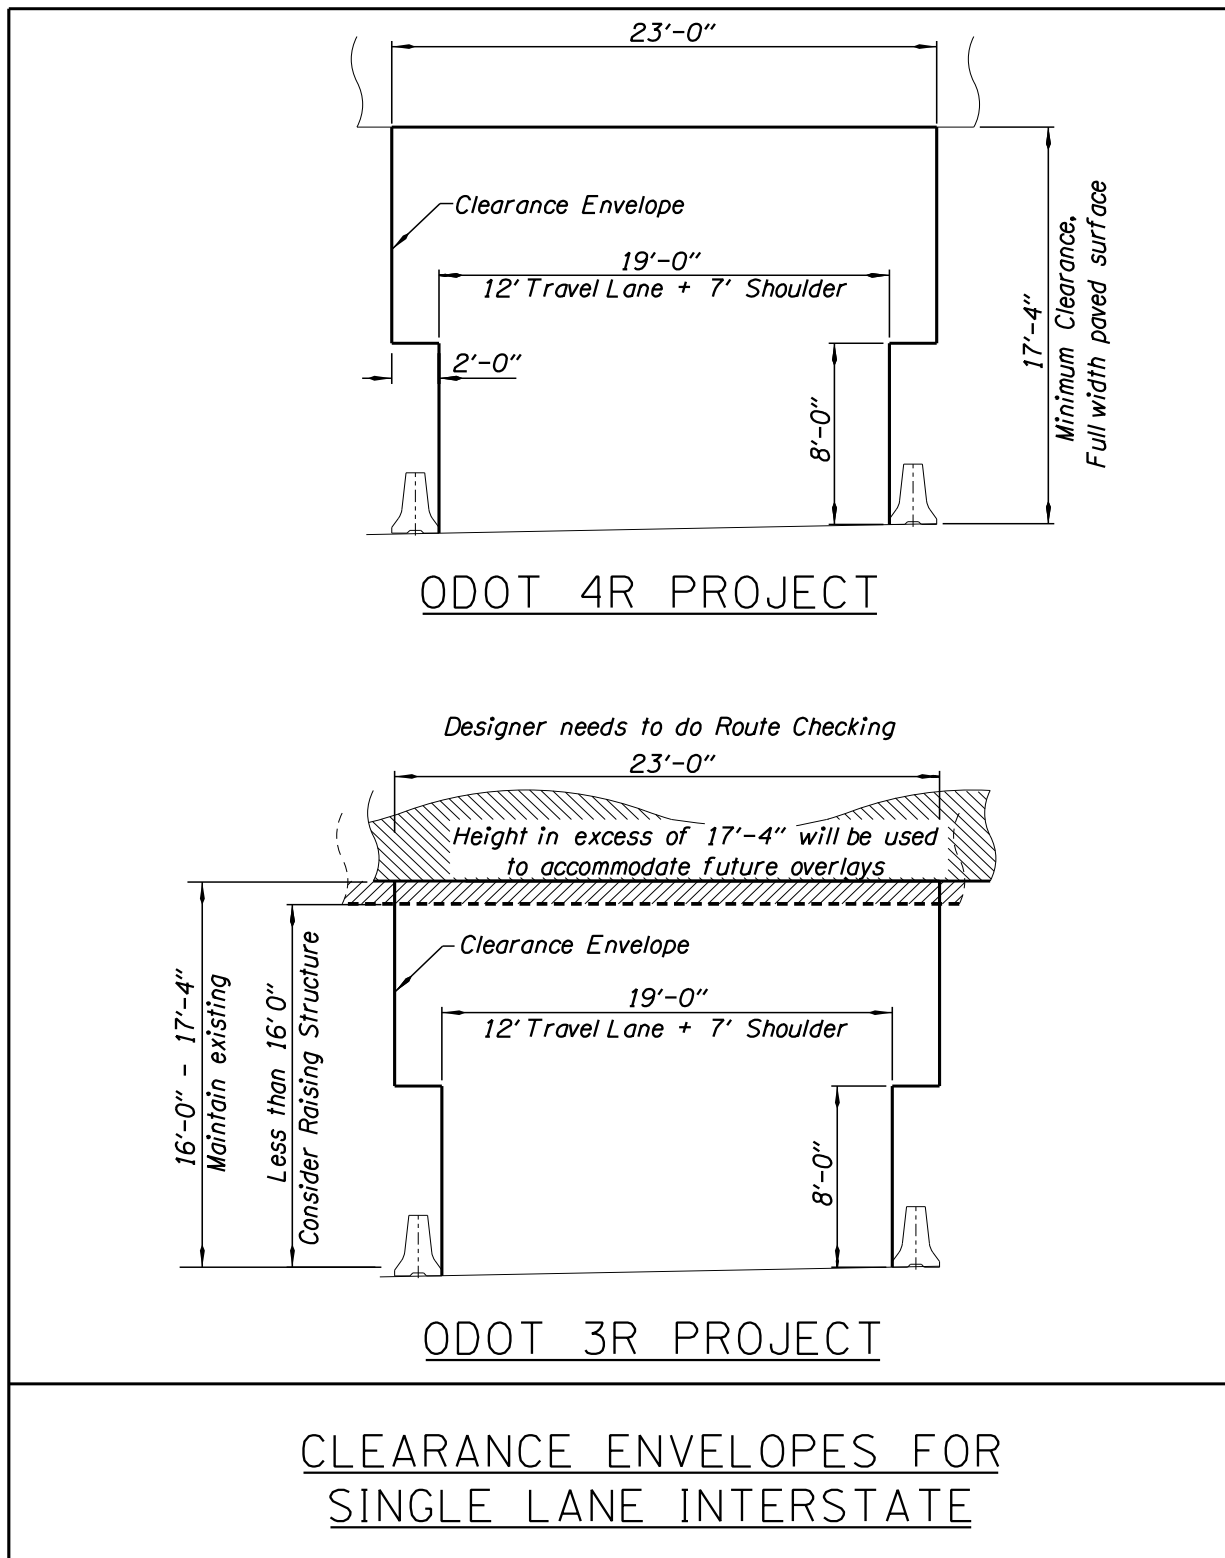 23'-0"
Clearance Envelope
19'-0"
12' Travel Lane + 7' Shoulder
2'-0"
8'-0"
17'-4"
Minimum Clearance,
Full width paved surface
ODOT 4R PROJECT
Designer needs to do Route Checking
23'-0"
Height in excess of 17'-4" will be used
to accommodate future overlays
Clearance Envelope
19'-0"
12' Travel Lane + 7' Shoulder
16'-0" - 17'-4"
Maintain existing
Less than 16' 0"
Consider Raising Structure
8'-0"
ODOT 3R PROJECT
CLEARANCE ENVELOPES FOR
SINGLE LANE INTERSTATE